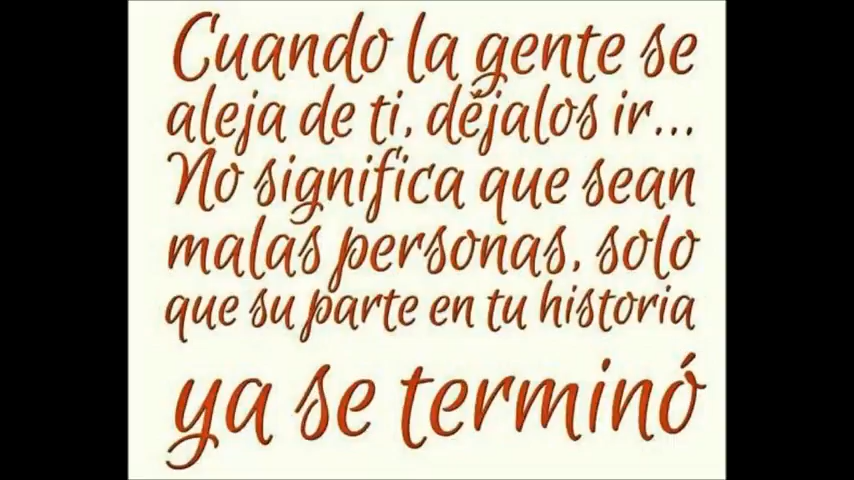 Cuando la gente se
aleja de ti, déjalos ir...
No significa que sean
malas personas, solo
que su parte en tu historia
ya se terminó